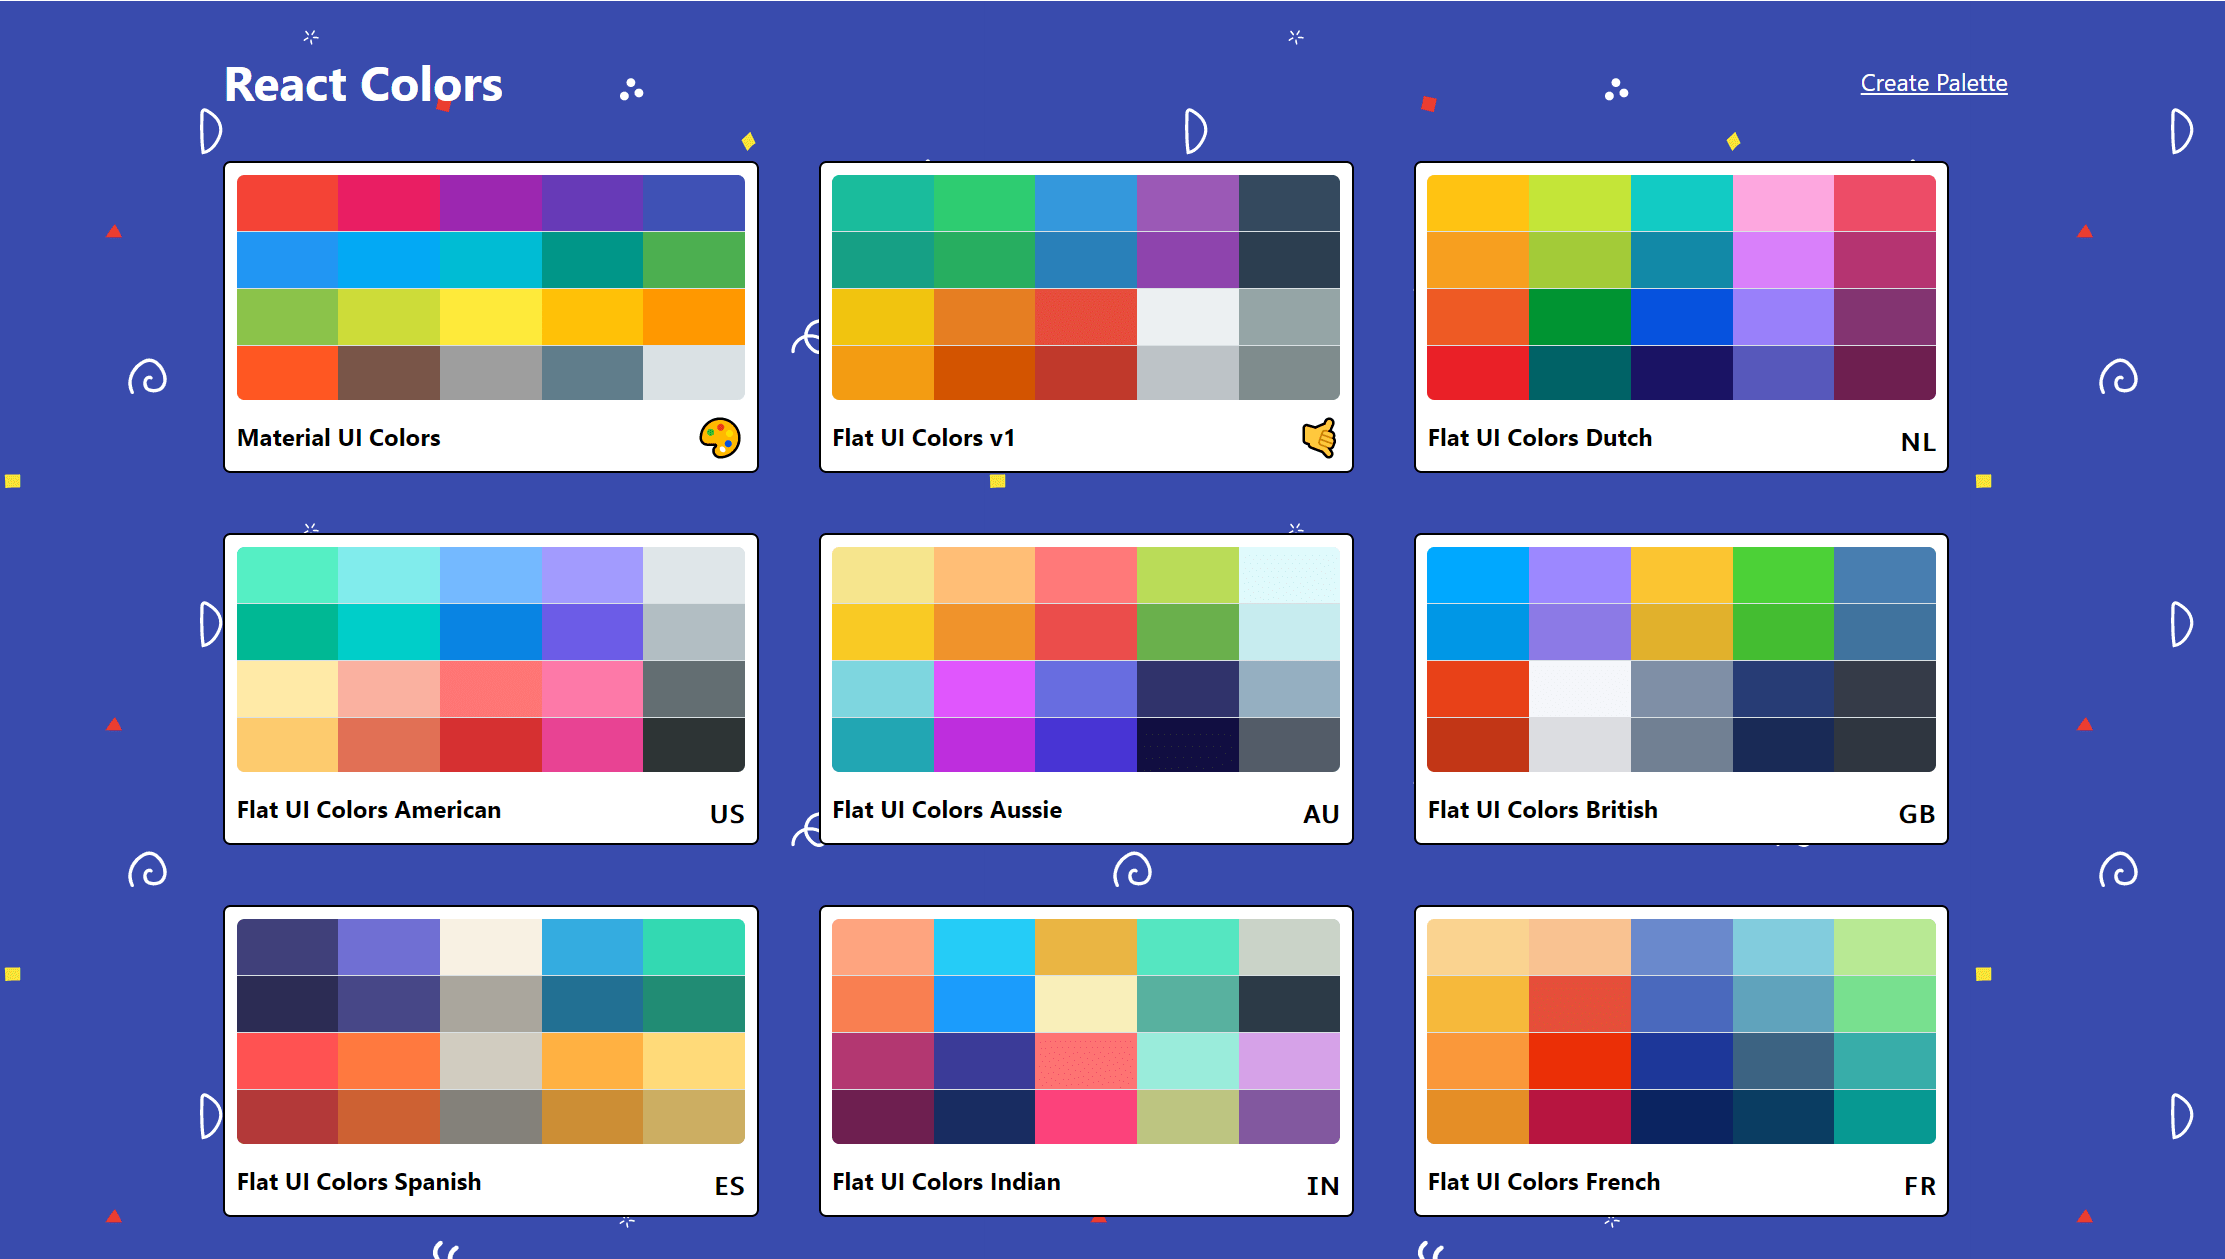 React Colors
Create Palette
Material UI Colors
Flat UI Colors v1
Flat UI Colors Dutch NL
Flat UI Colors American US
Flat UI Colors Aussie AU
Flat UI Colors British GB
Flat UI Colors Spanish ES
Flat UI Colors Indian IN
Flat UI Colors French FR